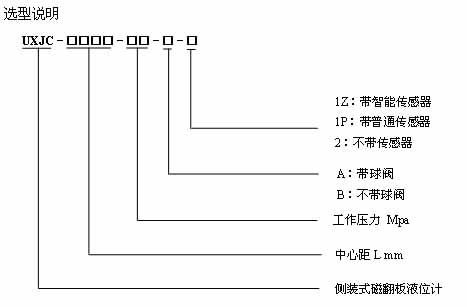 选型说明
UXJC-□□□□-□□-□-□
1Z：带智能传感器
1P：带普通传感器
2：不带传感器
A：带球阀
B：不带球阀
工作压力 Mpa
中心距L mm
侧装式磁翻板液位计